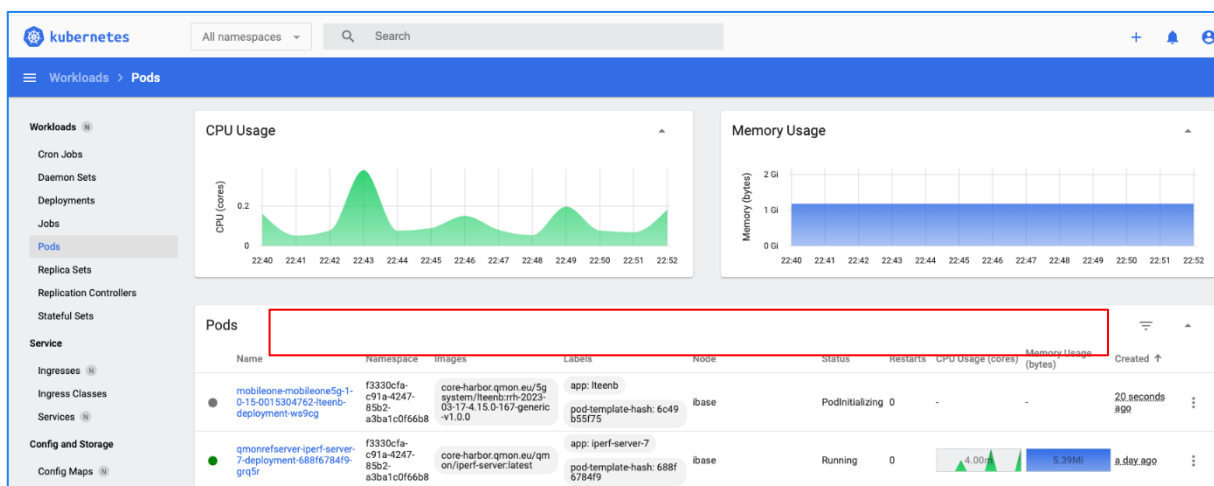 kubernetes
All namespaces
Search
Workloads > Pods
Workloads N
Cron Jobs
Daemon Sets
Deployments
Jobs
Pods
Replica Sets
Replication Controllers
Stateful Sets
Service
Ingresses N
Ingress Classes
Services N
Config and Storage
Config Maps N
CPU Usage
CPU (cores)
0.2
0
22:40 22:41 22:42 22:43 22:44 22:45 22:46 22:47 22:48 22:49 22:50 22:51 22:52
Memory Usage
Memory (bytes)
2 Gi
1 Gi
0 Gi
22:40 22:41 22:42 22:43 22:44 22:45 22:46 22:47 22:48 22:49 22:50 22:51 22:52
Pods
Name Namespace Images Labels Node Status Restarts CPU Usage (cores) Memory Usage (bytes) Created
mobileone-mobileone5g-1-
0-15-0015304762-lteenb-
deployment-ws9cg
f3330cfa-
c91a-4247-
85b2-
a3ba1c0f66b8
core-harbor.qmon.eu/5g
system/lteenb:rrh-2023-
03-17-4.15.0-167-generic
-v1.0.0
app: lteenb
pod-template-hash: 6c49
b55f75
ibase
PodInitializing
0
-
-
20 seconds
ago
qmonrefserver-iperf-server-
7-deployment-688f6784f9-
grq5r
f3330cfa-
c91a-4247-
85b2-
a3ba1c0f66b8
core-harbor.qmon.eu/qm
on/iperf-server:latest
app: iperf-server-7
pod-template-hash: 688f
6784f9
ibase
Running
0
4.00m
5.39Mi
a day ago